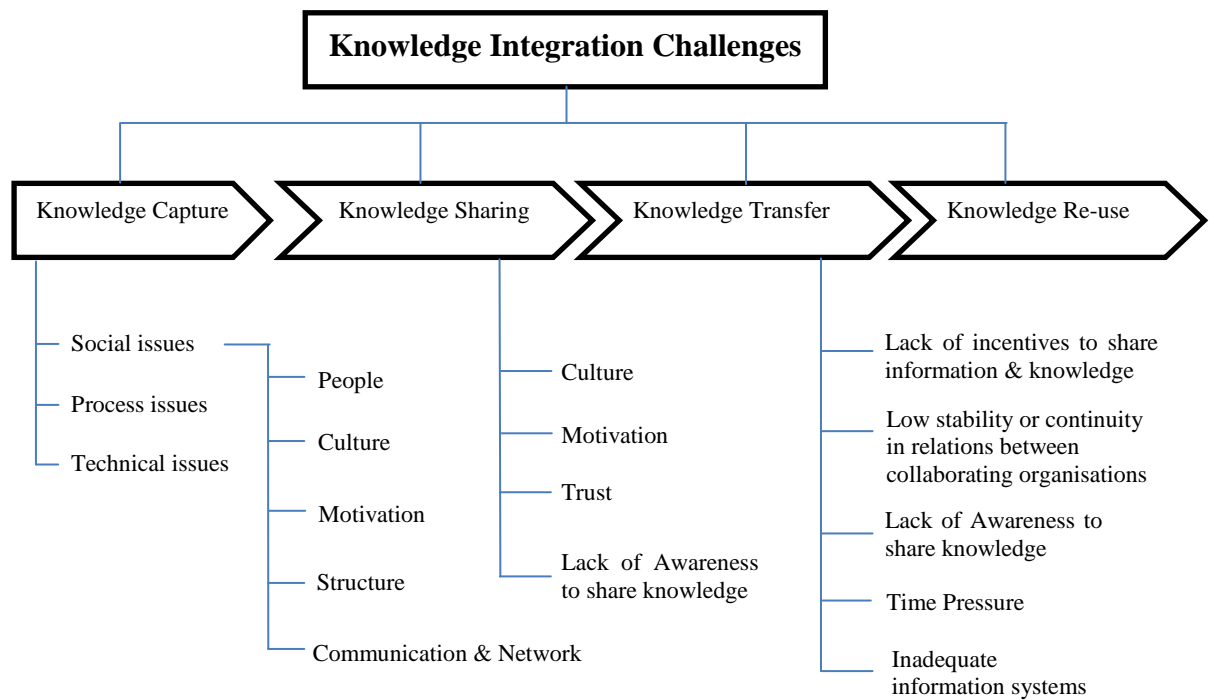 Knowledge Integration Challenges
Knowledge Capture
Knowledge Sharing
Knowledge Transfer
Knowledge Re-use
Social issues
Process issues
Technical issues
People
Culture
Motivation
Structure
Communication & Network
Culture
Motivation
Trust
Lack of Awareness
to share knowledge
Lack of incentives to share
information & knowledge
Low stability or continuity
in relations between
collaborating organisations
Lack of Awareness to
share knowledge
Time Pressure
Inadequate
information systems